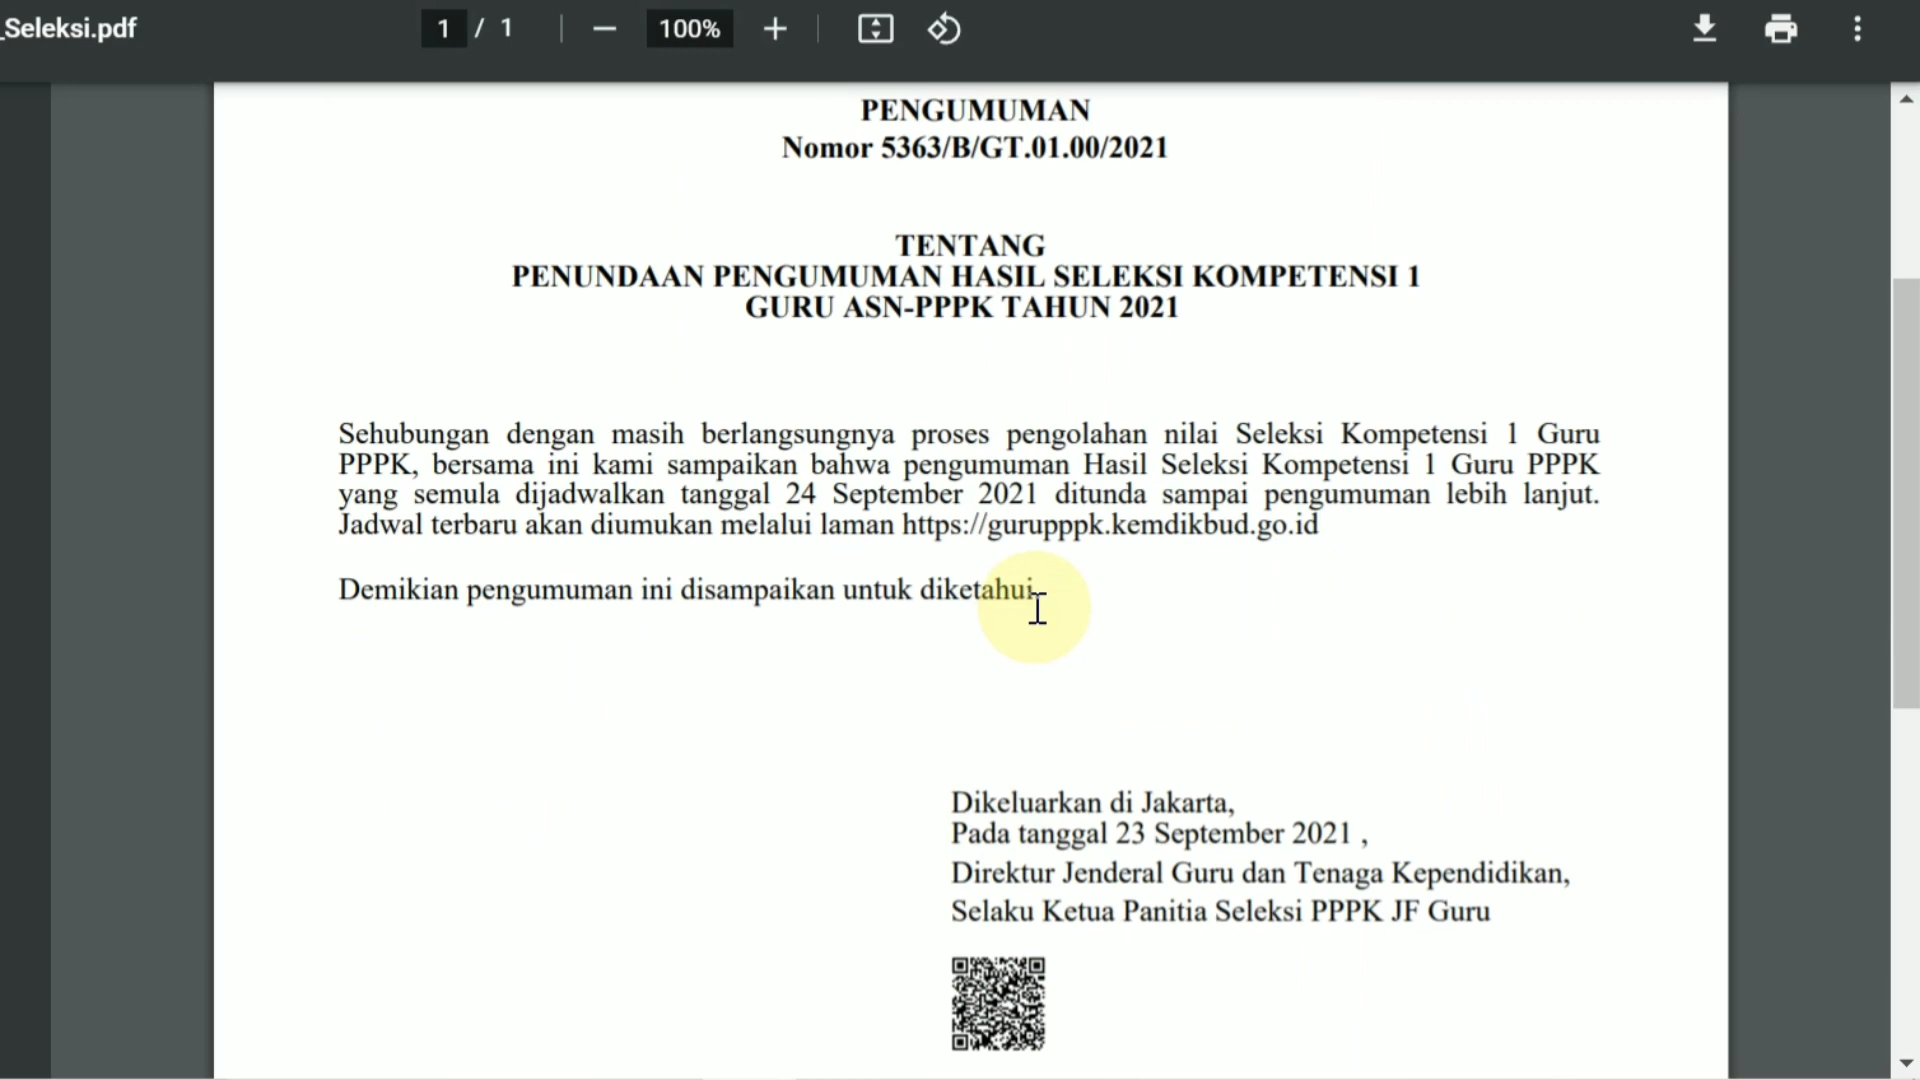 _Seleksi.pdf
1 / 1
100%
PENGUMUMAN
Nomor 5363/B/GT.01.00/2021
TENTANG
PENUNDAAN PENGUMUMAN HASIL SELEKSI KOMPETENSI 1
GURU ASN-PPPK TAHUN 2021
Sehubungan dengan masih berlangsungnya proses pengolahan nilai Seleksi Kompetensi 1 Guru
PPPK, bersama ini kami sampaikan bahwa pengumuman Hasil Seleksi Kompetensi 1 Guru PPPK
yang semula dijadwalkan tanggal 24 September 2021 ditunda sampai pengumuman lebih lanjut.
Jadwal terbaru akan diumukan melalui laman https://gurupppk.kemdikbud.go.id
Demikian pengumuman ini disampaikan untuk diketahui.
Dikeluarkan di Jakarta,
Pada tanggal 23 September 2021 ,
Direktur Jenderal Guru dan Tenaga Kependidikan,
Selaku Ketua Panitia Seleksi PPPK JF Guru